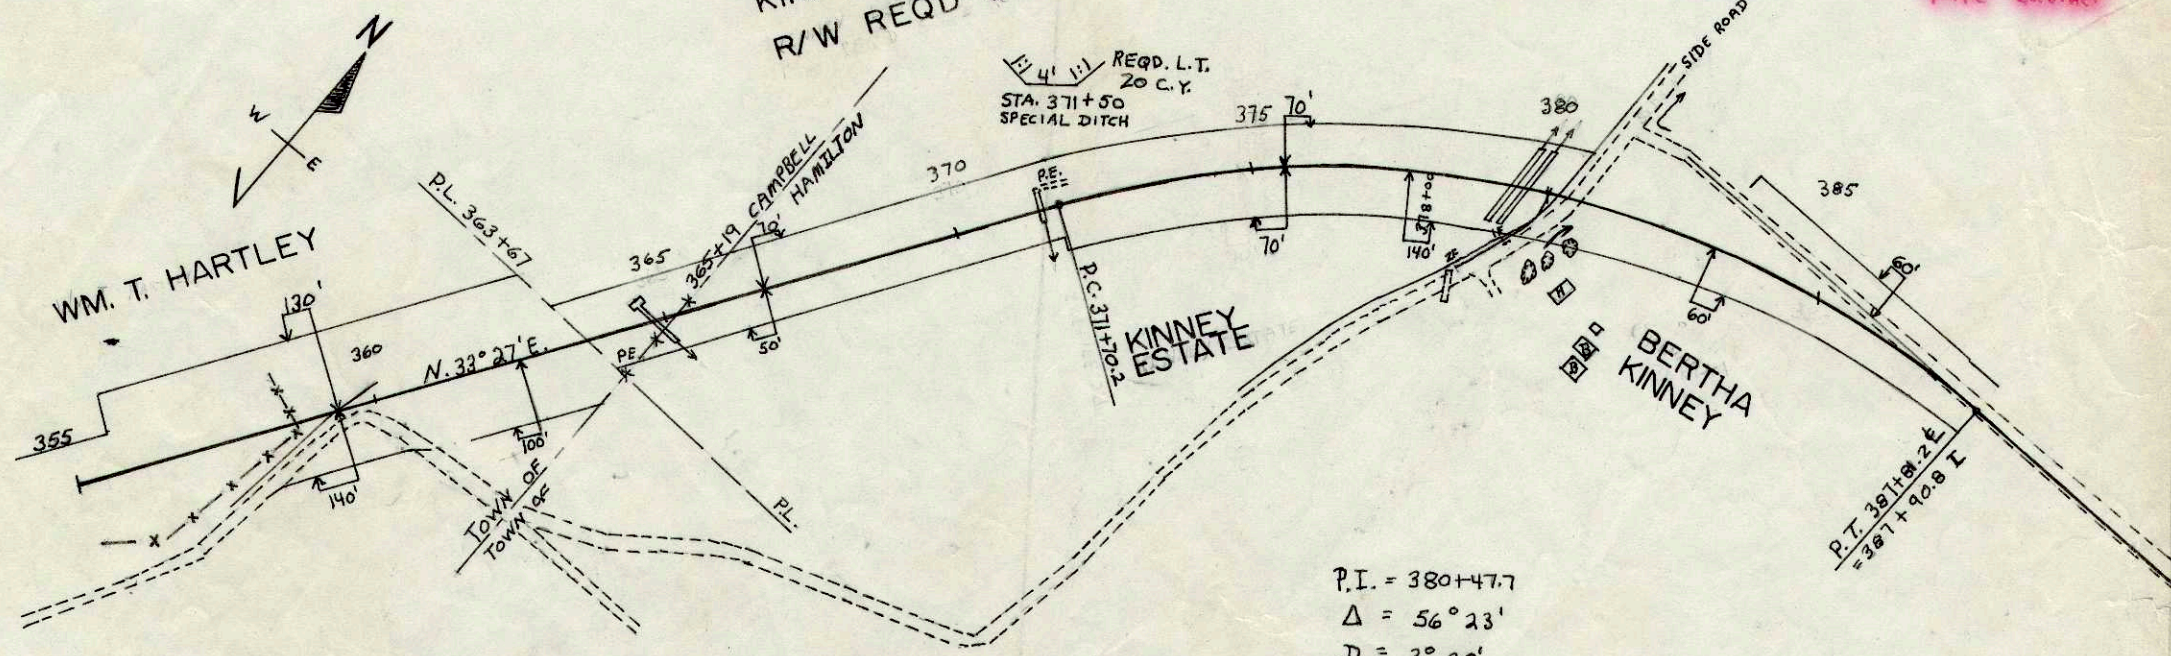 R/W REQD
N
W
E
REQD. L.T.
20 C.Y.
1:1 4' 1:1
STA. 371+50
SPECIAL DITCH
SIDE ROAD
375
70'
380
385
370
P.E.
365
365+19
CAMPBELL
HAMILTON
70'
P.L. 363+67
WM. T. HARTLEY
130'
360
N. 33° 27' E.
355
140'
100'
PE
50'
70'
378+00
140'
P.C. 371+70.2
KINNEY
ESTATE
H
B
B
60'
60'
BERTHA
KINNEY
TOWN OF
TOWN OF
P.L.
P.T. 387+81.2 ℄
=387+90.8
P.I. = 380+47.7
Δ = 56° 23'